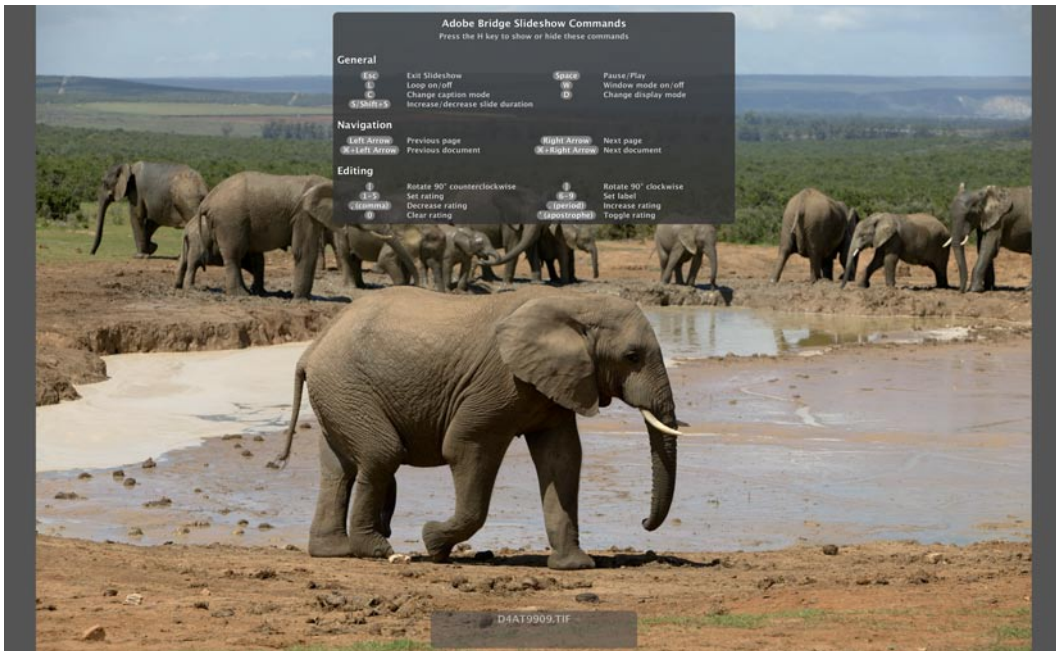 Adobe Bridge Slideshow Commands
Press the H key to show or hide these commands
General
Esc Exit Slideshow Space Pause/Play
L Loop on/off W Window mode on/off
C Change caption mode D Change display mode
S/Shift+S Increase/decrease slide duration
Navigation
Left Arrow Previous page Right Arrow Next page
⌘+Left Arrow Previous document ⌘+Right Arrow Next document
Editing
[ Rotate 90° counterclockwise ] Rotate 90° clockwise
1-5 Set rating 6-9 Set label
, (comma) Decrease rating . (period) Increase rating
0 Clear rating ' (apostrophe) Toggle rating
D4AT9909.TIF